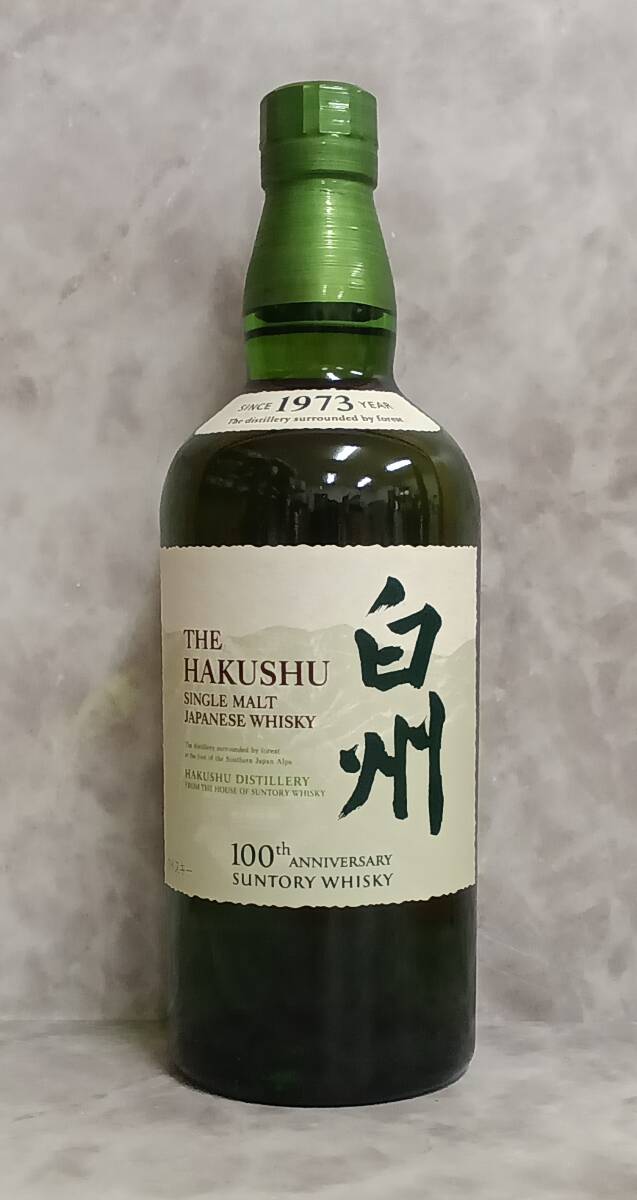 SINCE 1973 YEAR
The distillery surrounded by forest
THE
HAKUSHU
SINGLE MALT
JAPANESE WHISKY
白州
The distillery surrounded by forest
at the foot of the Southern Japan Alps
HAKUSHU DISTILLERY
FROM THE HOUSE OF SUNTORY WHISKY
100th ANNIVERSARY
SUNTORY WHISKY